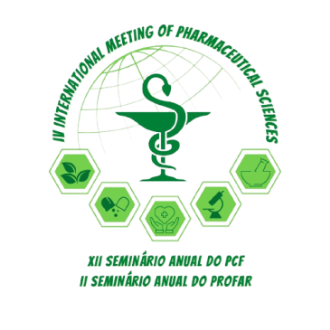 IV INTERNATIONAL MEETING OF PHARMACEUTICAL SCIENCES
XII SEMINÁRIO ANUAL DO PCF
II SEMINÁRIO ANUAL DO PROFAR